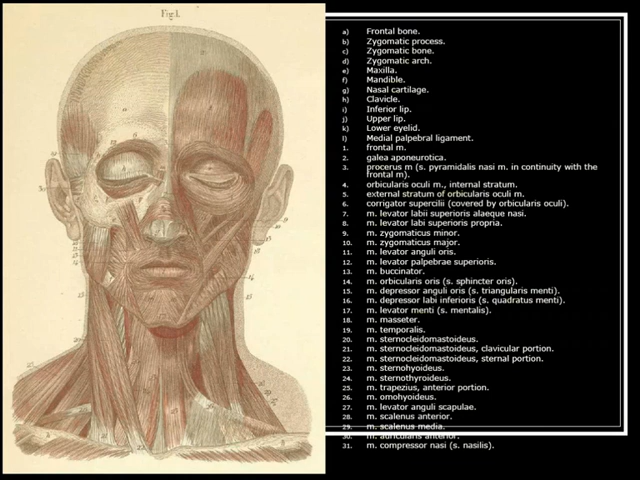 Fig.1.
a) Frontal bone.
b) Zygomatic process.
c) Zygomatic bone.
d) Zygomatic arch.
e) Maxilla.
f) Mandible.
g) Nasal cartilage.
h) Clavicle.
i) Inferior lip.
j) Upper lip.
k) Lower eyelid.
l) Medial palpebral ligament.
1. frontal m.
2. galea aponeurotica.
3. procerus m (s. pyramidalis nasi m. in continuity with the
frontal m).
4. orbicularis oculi m., internal stratum.
5. external stratum of orbicularis oculi m.
6. corrigator supercilii (covered by orbicularis oculi).
7. m. levator labii superioris alaeque nasi.
8. m. levator labi superioris propria.
9. m. zygomaticus minor.
10. m. zygomaticus major.
11. m. levator anguli oris.
12. m. levator palpebrae superioris.
13. m. buccinator.
14. m. orbicularis oris (s. sphincter oris).
15. m. depressor anguli oris (s. triangularis menti).
16. m. depressor labi inferioris (s. quadratus menti).
17. m. levator menti (s. mentalis).
18. m. masseter.
19. m. temporalis.
20. m. sternocleidomastoideus.
21. m. sternocleidomastoideus, clavicular portion.
22. m. sternocleidomastoideus, sternal portion.
23. m. sternohyoideus.
24. m. sternothyroideus.
25. m. trapezius, anterior portion.
26. m. omohyoideus.
27. m. levator anguli scapulae.
28. m. scalenus anterior.
29. m. scalenus media.
30. m. auricularis anterior.
31. m. compressor nasi (s. nasilis).